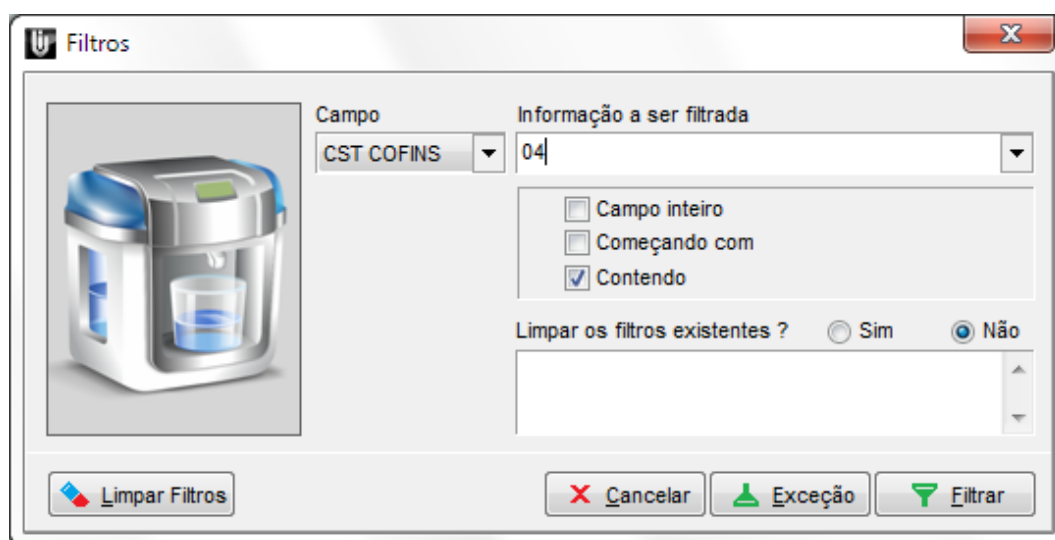 Filtros
Campo
Informação a ser filtrada
CST COFINS
04
Campo inteiro
Começando com
Contendo
Limpar os filtros existentes ? Sim Não
Limpar Filtros
Cancelar
Exceção
Filtrar